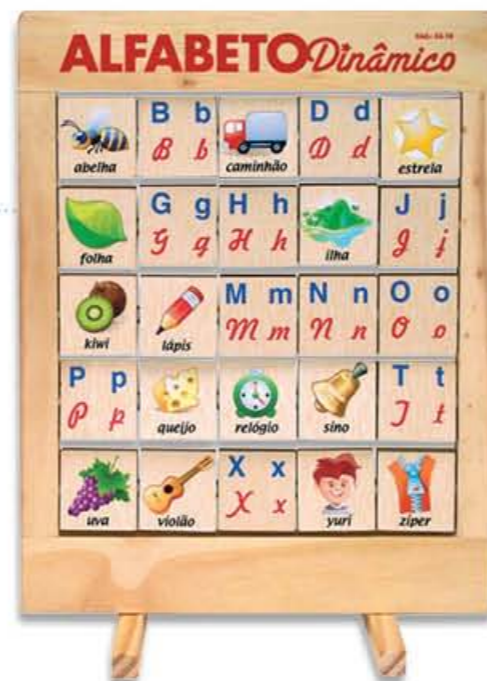 ALFABETO Dinâmico
abelha B b B b caminhão D d D d estrela
folha G g G g H h H h ilha J j J j
kiwi lápis M m M m N n N n O o O o
P p P p queijo relógio sino T t T t
uva violão X x X x yuri zíper